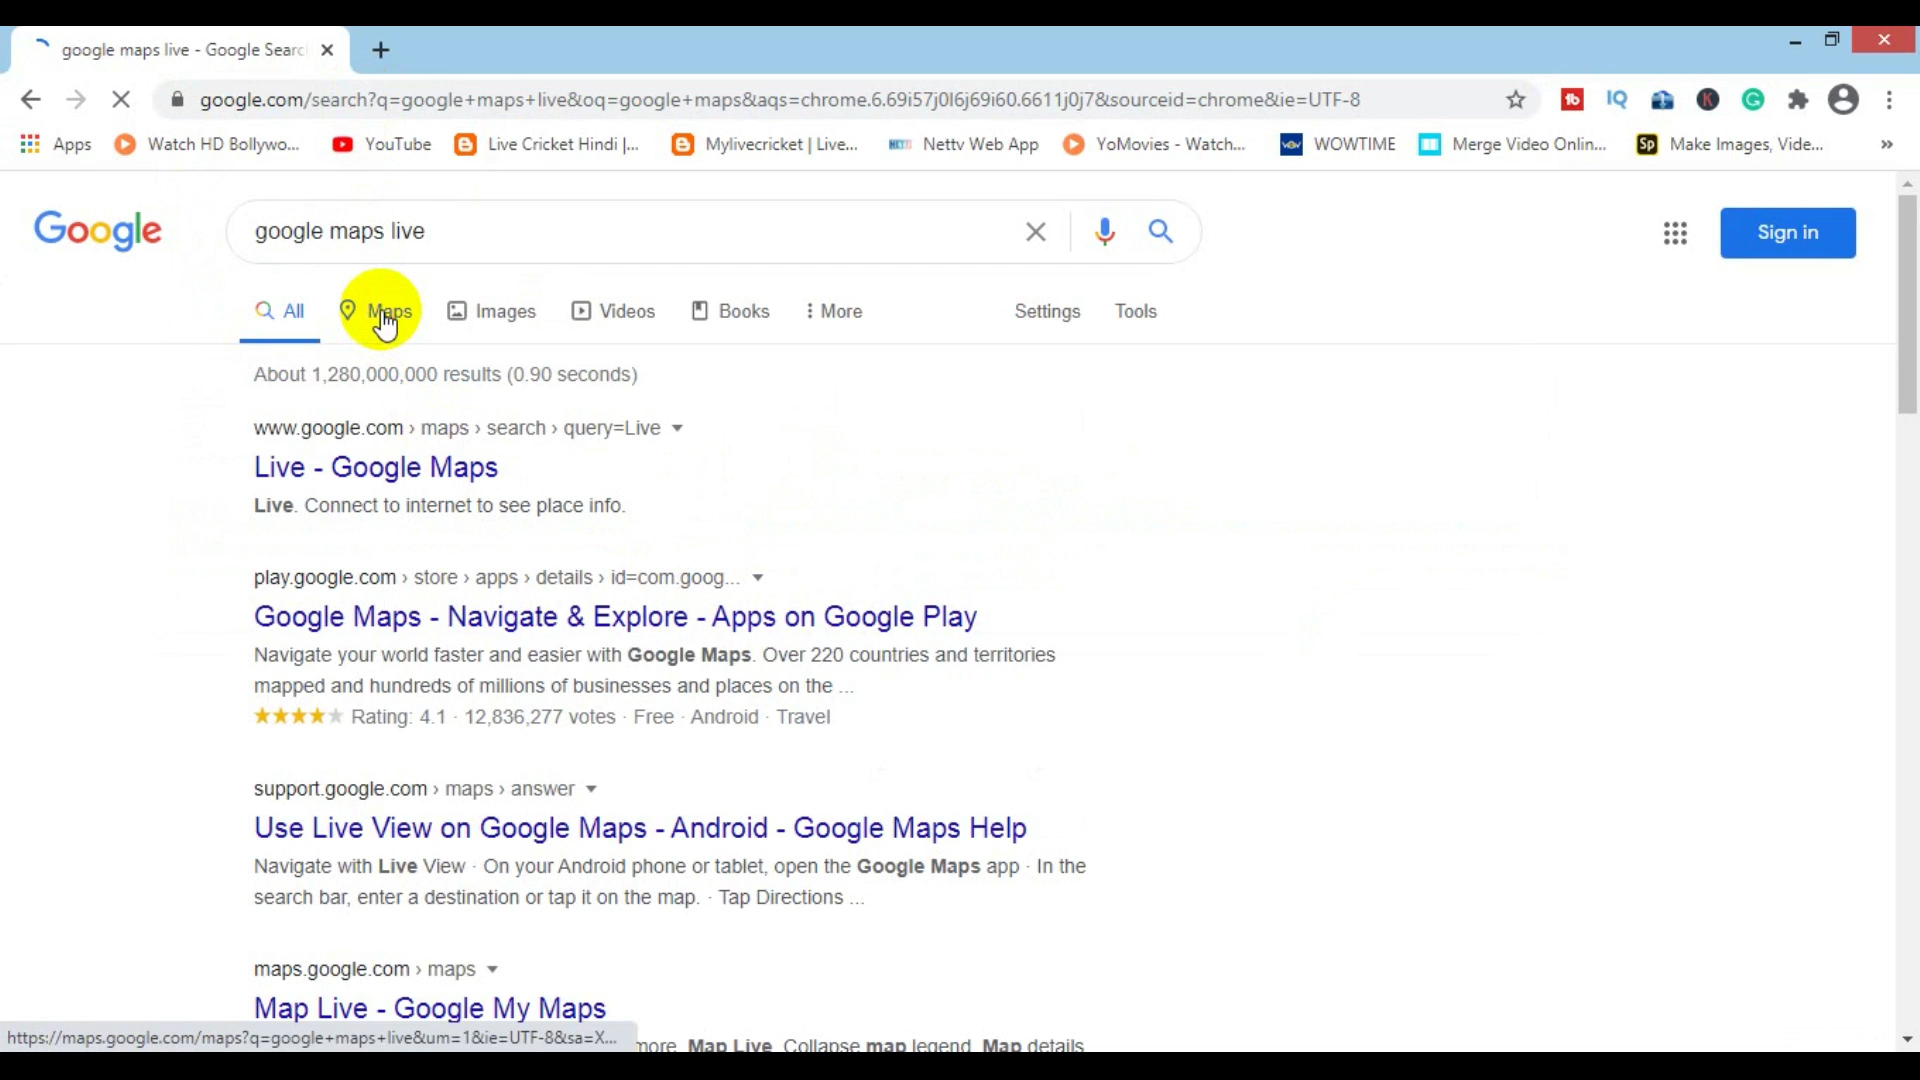 google maps live - Google Searc
google.com/search?q=google+maps+live&oq=google+maps&aqs=chrome.6.69i57j0l6j69i60.6611j0j7&sourceid=chrome&ie=UTF-8
Apps
Watch HD Bollywo...
YouTube
Live Cricket Hindi |...
Mylivecricket | Live...
Nettv Web App
YoMovies - Watch...
WOWTIME
Merge Video Onlin...
Sp
Make Images, Vide...
Google
google maps live
Sign in
All
Maps
Images
Videos
Books
More
Settings
Tools
About 1,280,000,000 results (0.90 seconds)
www.google.com › maps › search › query=Live
Live - Google Maps
Live. Connect to internet to see place info.
play.google.com › store › apps › details › id=com.goog...
Google Maps - Navigate & Explore - Apps on Google Play
Navigate your world faster and easier with Google Maps. Over 220 countries and territories
mapped and hundreds of millions of businesses and places on the ...
Rating: 4.1 · 12,836,277 votes · Free · Android · Travel
support.google.com › maps › answer
Use Live View on Google Maps - Android - Google Maps Help
Navigate with Live View · On your Android phone or tablet, open the Google Maps app · In the
search bar, enter a destination or tap it on the map. · Tap Directions ...
maps.google.com › maps
Map Live - Google My Maps
more. Map Live. Collapse map legend. Map details
https://maps.google.com/maps?q=google+maps+live&um=1&ie=UTF-8&sa=X...